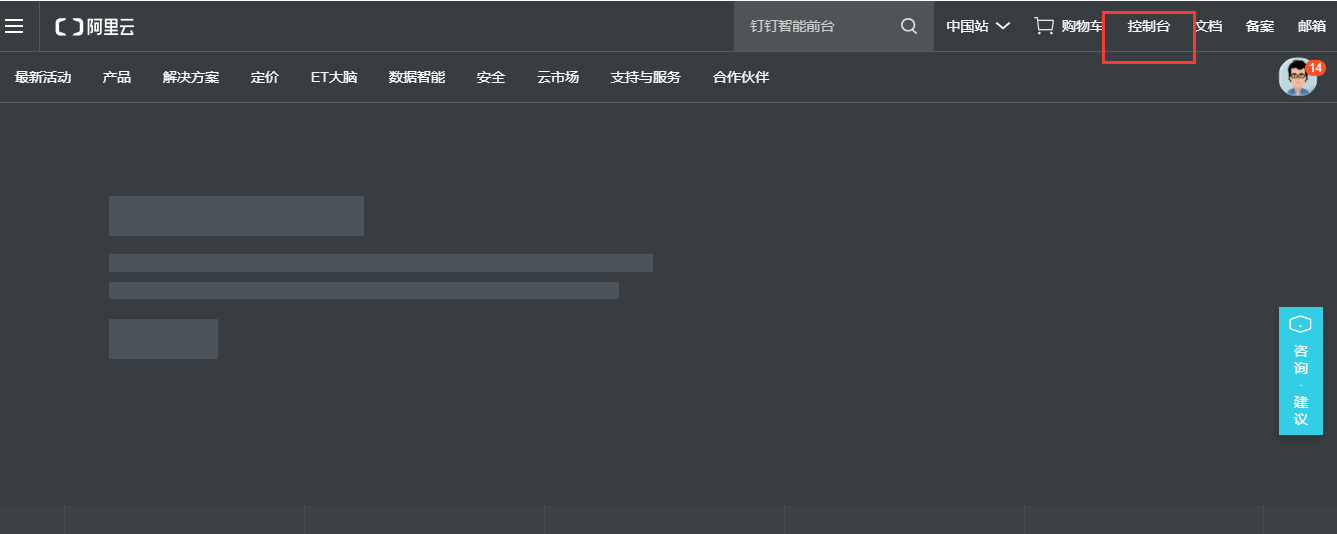 阿里云 钉钉智能前台 中国站 购物车 控制台 文档 备案 邮箱
最新活动 产品 解决方案 定价 ET大脑 数据智能 安全 云市场 支持与服务 合作伙伴 14
咨
询
·
建
议